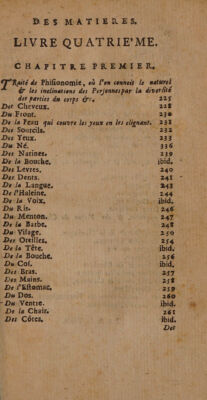 DES MATIERES.
LIVRE QUATRIE'ME.
CHAPITRE PREMIER.
TRaité de Phisionomie, où l'on connoît le naturel
& les inclinations des Personnes par la diversité
des parties du corps &c. 225
Des Cheveux. 228
Du Front. 230
De la Peau qui couvre les yeux en les clignant. 232
Des Sourcils. 232
Des Yeux. 233
Du Né. 236
Des Narines. 239
De la Bouche. ibid.
Des Levres. 240
Des Dents. 241
De la Langue. 243
De l'Haleine. 244
De la Voix. ibid.
Du Ris. 246
Du Menton. 247
De la Barbe. 248
Du Visage. 250
Des Oreilles. 254
De la Tête. ibid.
De la Bouche. 256
Du Col. ibid.
Des Bras. 257
Des Mains. 258
De l'Estomac. 259
Du Dos. 260
Du Ventre. ibid.
De la Chair. 261
Des Côtes. ibid.
Des